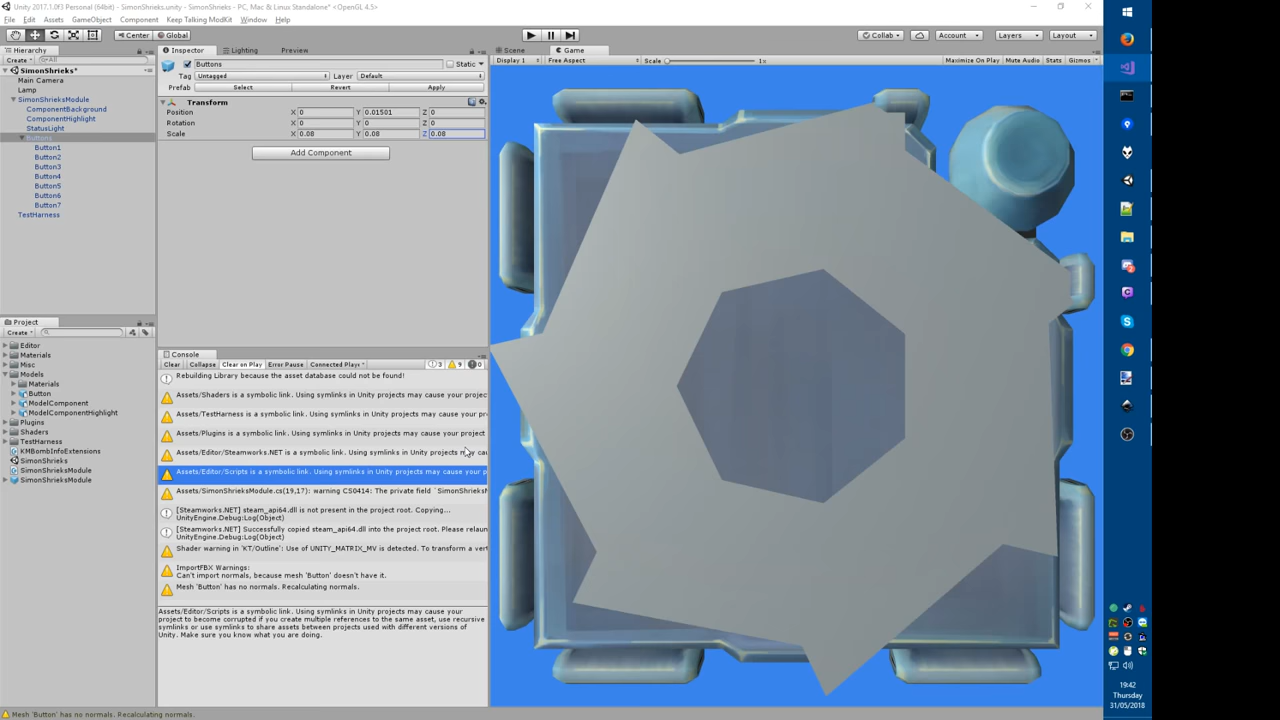 Unity 2017.1.0f3 Personal (64bit) - SimonShrieks.unity - SimonShrieks - PC, Mac & Linux Standalone* <OpenGL 4.5>
File Edit Assets GameObject Component Keep Talking ModKit Window Help
Center Global Collab Account Layers Layout
Hierarchy
Create All
SimonShrieks*
Main Camera
Lamp
SimonShrieksModule
ComponentBackground
ComponentHighlight
StatusLight
Buttons
Button1
Button2
Button3
Button4
Button5
Button6
Button7
TestHarness
Inspector Lighting Preview
Buttons Static
Tag Untagged Layer Default
Prefab Select Revert Apply
Transform
Position X 0 Y 0.01501 Z 0
Rotation X 0 Y 0 Z 0
Scale X 0.08 Y 0.08 Z 0.08
Add Component
Scene Game
Display 1 Free Aspect Scale 1x Maximize On Play Mute Audio Stats Gizmos
Project
Create
Editor
Materials
Misc
Models
Materials
Button
ModelComponent
ModelComponentHighlight
Plugins
Shaders
TestHarness
KMBombInfoExtensions
SimonShrieks
SimonShrieksModule
SimonShrieksModule
Console
Clear Collapse Clear on Play Error Pause Connected Player 3 9 0
Rebuilding Library because the asset database could not be found!
Assets/Shaders is a symbolic link. Using symlinks in Unity projects may cause your projec
Assets/TestHarness is a symbolic link. Using symlinks in Unity projects may cause your pr
Assets/Plugins is a symbolic link. Using symlinks in Unity projects may cause your project
Assets/Editor/Steamworks.NET is a symbolic link. Using symlinks in Unity projects may cau
Assets/Editor/Scripts is a symbolic link. Using symlinks in Unity projects may cause your p
Assets/SimonShrieksModule.cs(19,17): warning CS0414: The private field `SimonShrieksM
[Steamworks.NET] steam_api64.dll is not present in the project root. Copying...
UnityEngine.Debug:Log(Object)
[Steamworks.NET] Successfully copied steam_api64.dll into the project root. Please relaun
UnityEngine.Debug:Log(Object)
Shader warning in 'KT/Outline': Use of UNITY_MATRIX_MV is detected. To transform a vert
ImportFBX Warnings:
Can't import normals, because mesh 'Button' doesn't have it.
Mesh 'Button' has no normals. Recalculating normals.
Assets/Editor/Scripts is a symbolic link. Using symlinks in Unity projects may cause your
project to become corrupted if you create multiple references to the same asset, use recursive
symlinks or use symlinks to share assets between projects used with different versions of
Unity. Make sure you know what you are doing.
Mesh 'Button' has no normals. Recalculating normals.
19:42
Thursday
31/05/2018